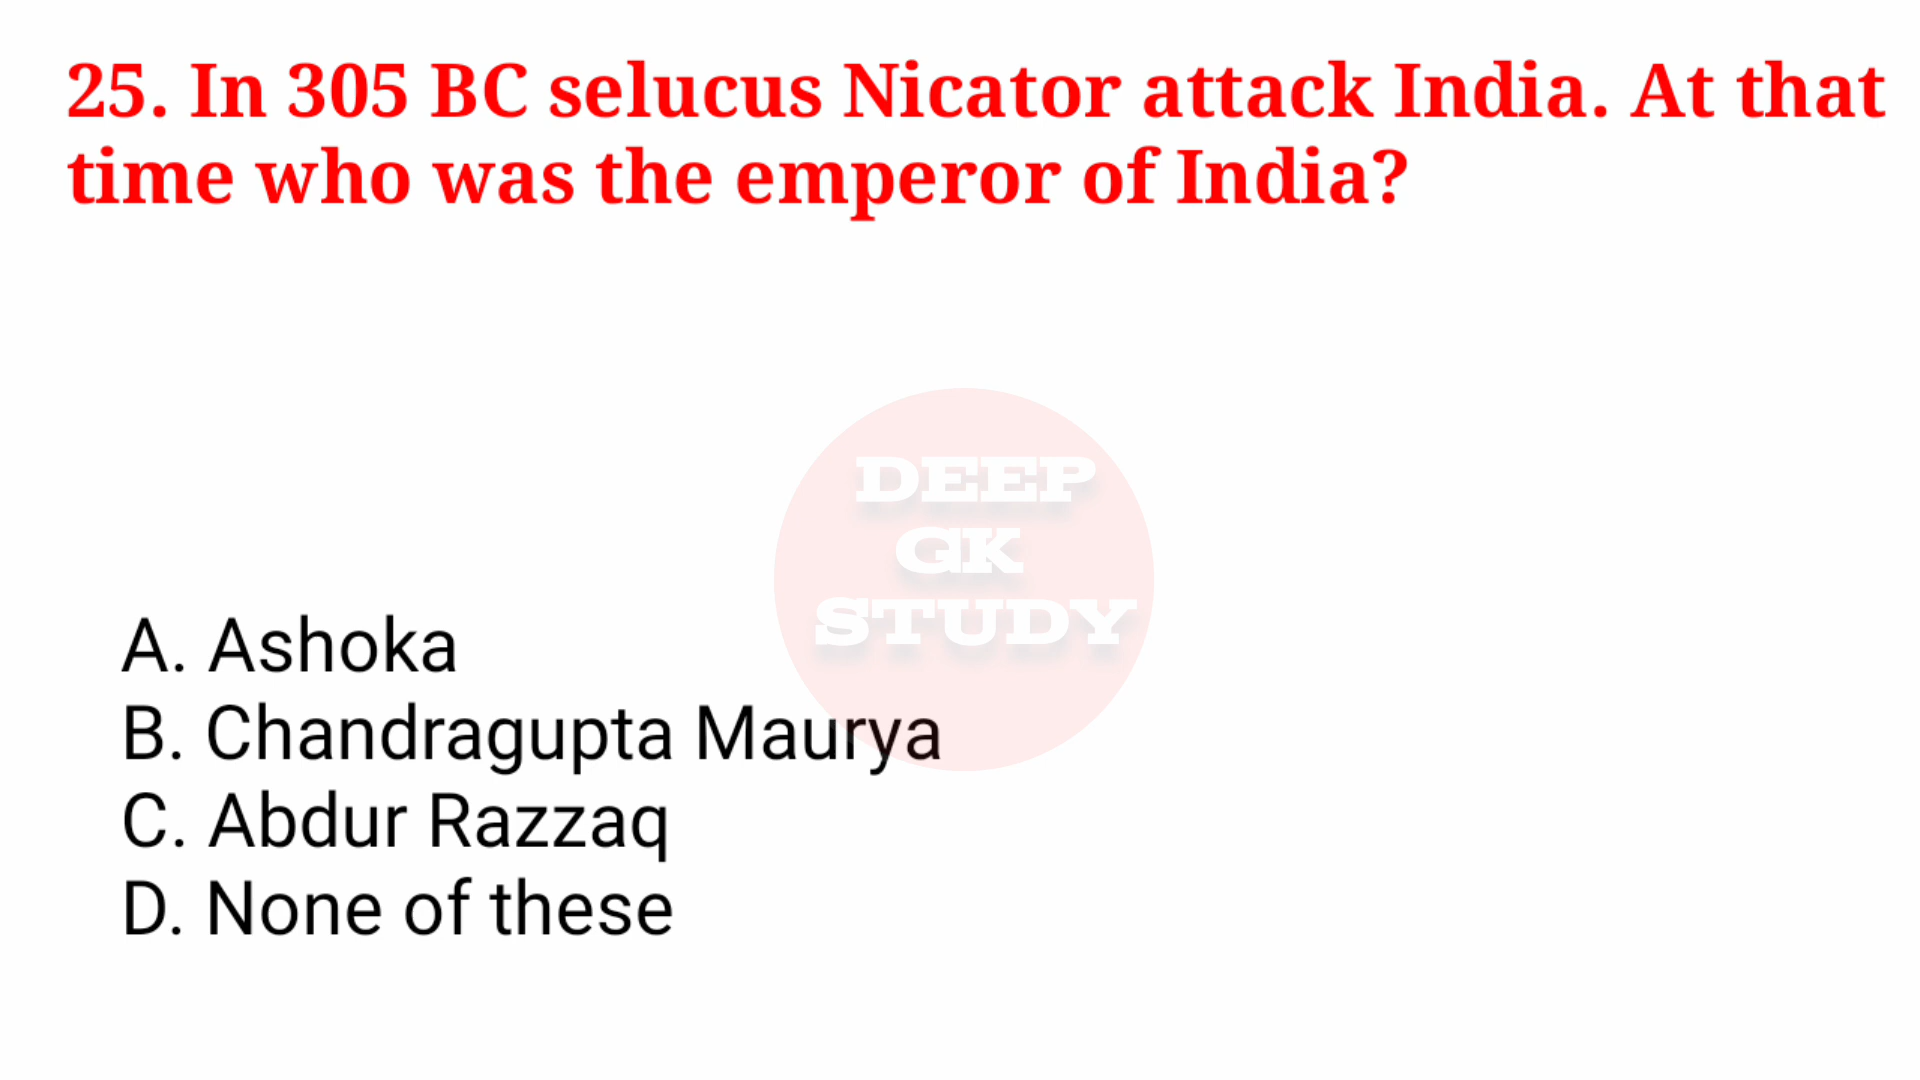 25. In 305 BC selucus Nicator attack India. At that
time who was the emperor of India?
DEEP
GK
STUDY
A. Ashoka
B. Chandragupta Maurya
C. Abdur Razzaq
D. None of these